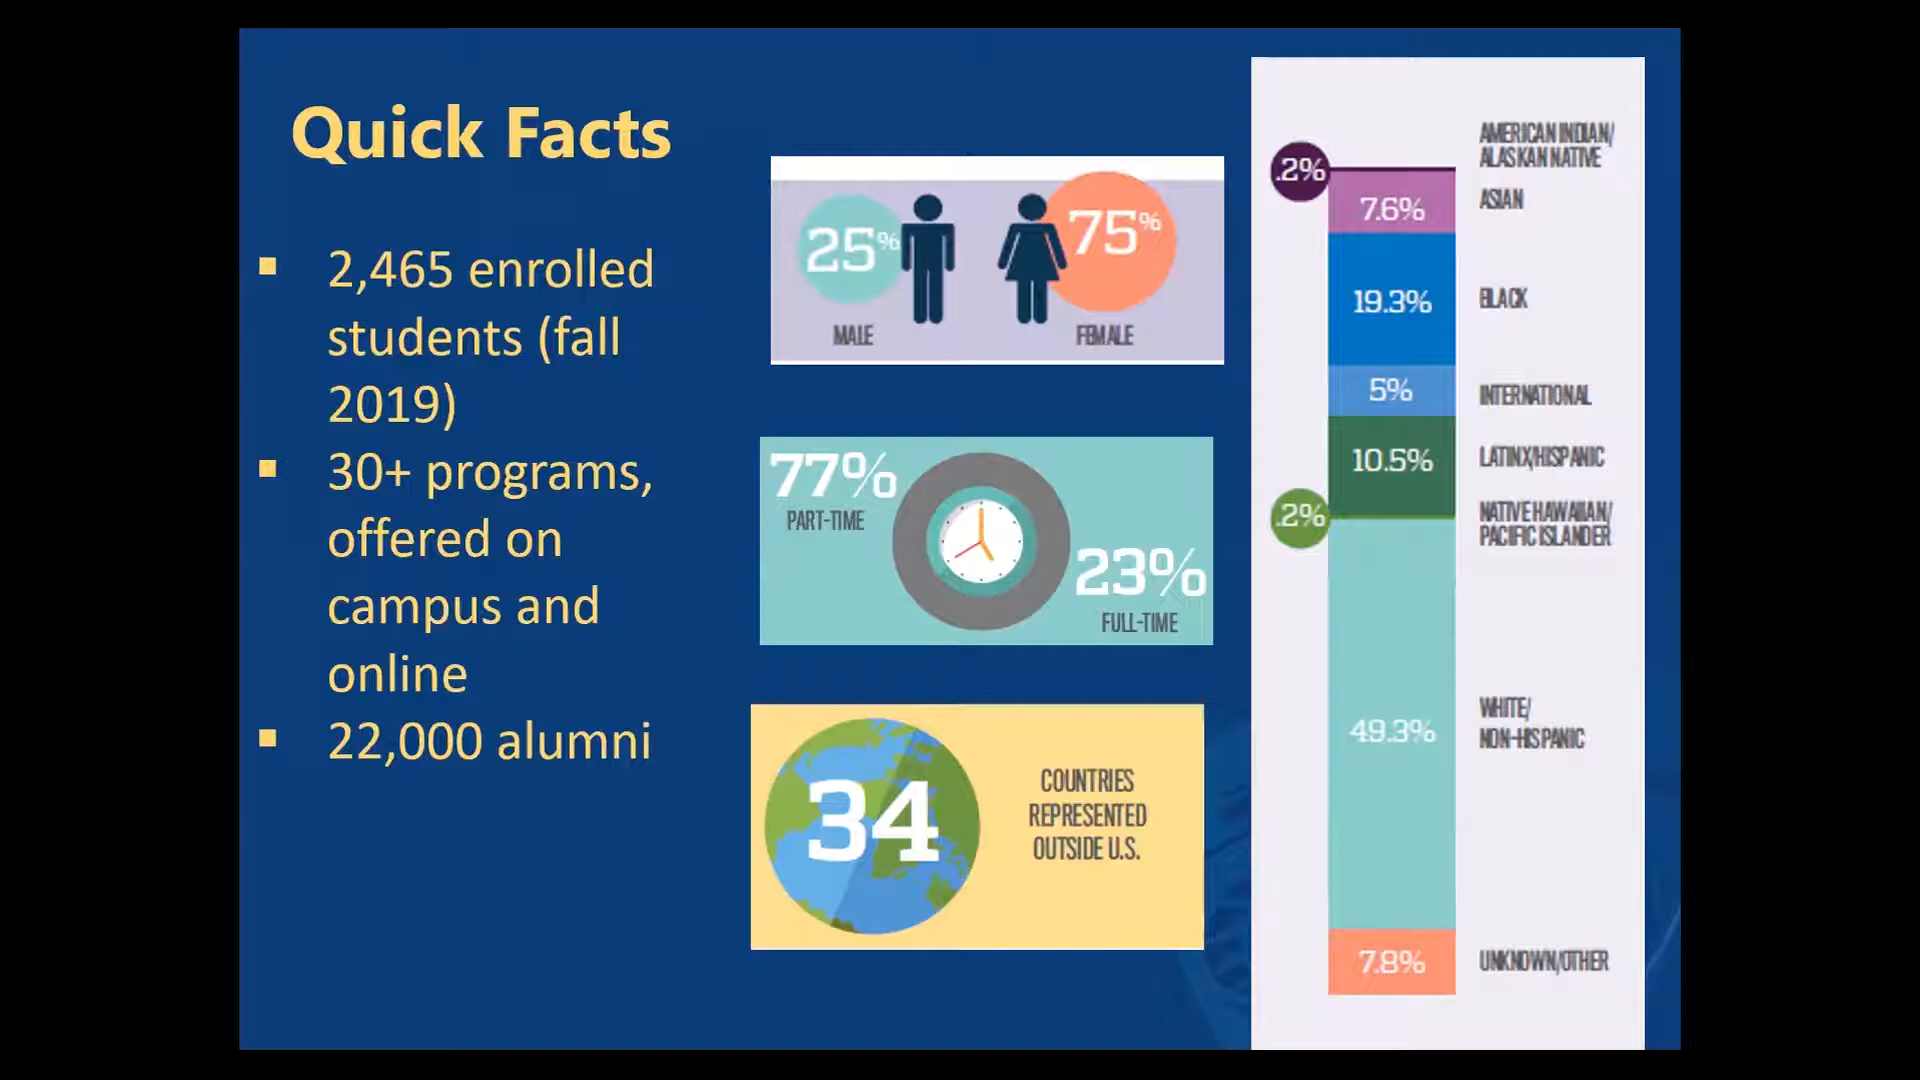 Quick Facts
▪ 2,465 enrolled
students (fall
2019)
▪ 30+ programs,
offered on
campus and
online
▪ 22,000 alumni
25%
MALE
75%
FEMALE
77%
PART-TIME
23%
FULL-TIME
34
COUNTRIES
REPRESENTED
OUTSIDE U.S.
.2%
AMERICAN INDIAN/
ALASKAN NATIVE
7.6%
ASIAN
19.3%
BLACK
5%
INTERNATIONAL
10.5%
LATINX/HISPANIC
.2%
NATIVE HAWAIIAN/
PACIFIC ISLANDER
49.3%
WHITE/
NON-HISPANIC
7.8%
UNKNOWN/OTHER